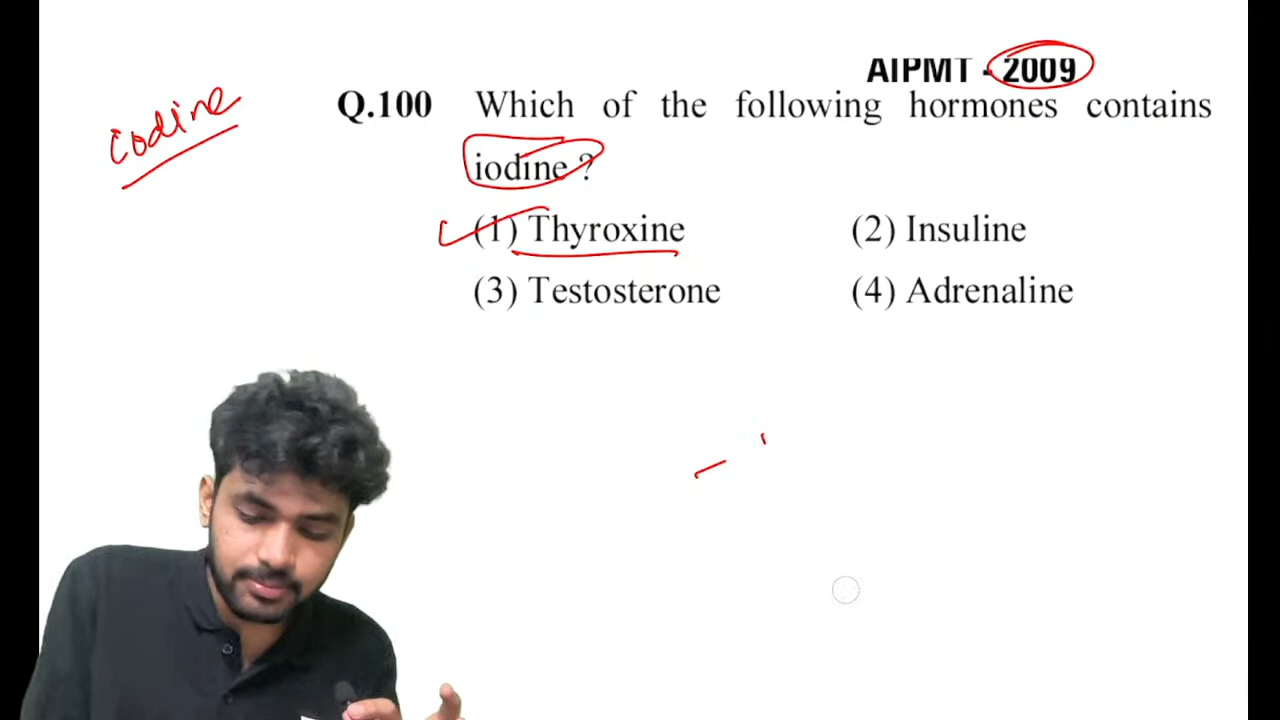 AIPMT - 2009
iodine
Q.100 Which of the following hormones contains
iodine ?
(1) Thyroxine (2) Insuline
(3) Testosterone (4) Adrenaline